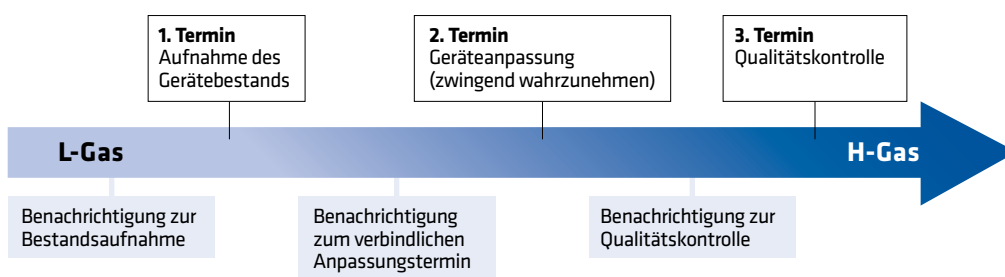 1. Termin
Aufnahme des
Gerätebestands
2. Termin
Geräteanpassung
(zwingend wahrzunehmen)
3. Termin
Qualitätskontrolle
L-Gas
H-Gas
Benachrichtigung zur
Bestandsaufnahme
Benachrichtigung
zum verbindlichen
Anpassungstermin
Benachrichtigung zur
Qualitätskontrolle